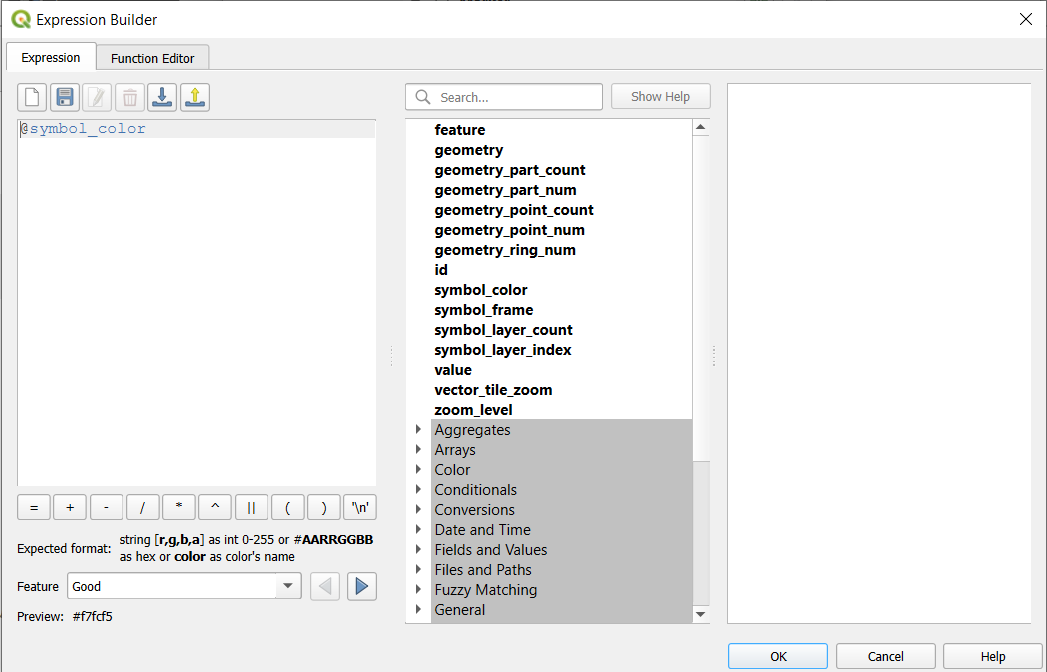 Expression Builder
Expression
Function Editor
@symbol_color
= + - / * ^ || ( ) '\n'
Expected format: string [r,g,b,a] as int 0-255 or #AARRGGBB
as hex or color as color's name
Feature Good
Preview: #f7fcf5
Search...
Show Help
feature
geometry
geometry_part_count
geometry_part_num
geometry_point_count
geometry_point_num
geometry_ring_num
id
symbol_color
symbol_frame
symbol_layer_count
symbol_layer_index
value
vector_tile_zoom
zoom_level
Aggregates
Arrays
Color
Conditionals
Conversions
Date and Time
Fields and Values
Files and Paths
Fuzzy Matching
General
OK
Cancel
Help